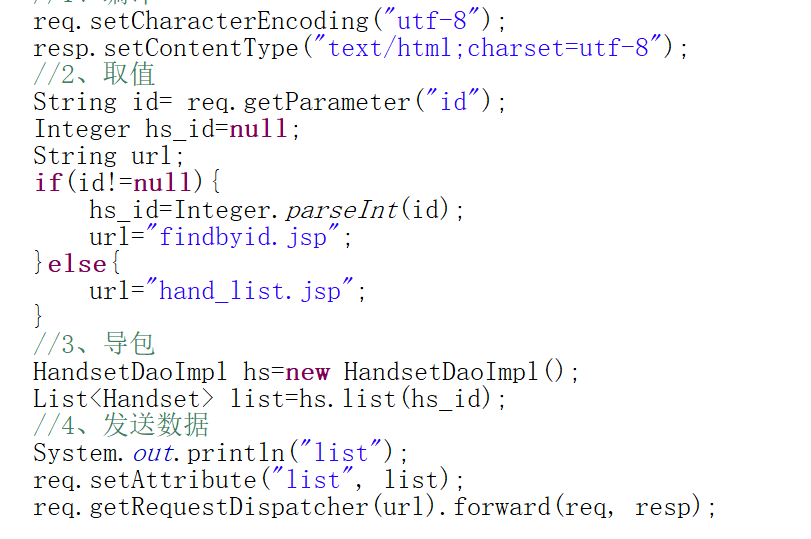 req.setCharacterEncoding("utf-8");
resp.setContentType("text/html;charset=utf-8");
//2、取值
String id= req.getParameter("id");
Integer hs_id=null;
String url;
if(id!=null){
    hs_id=Integer.parseInt(id);
    url="findbyid.jsp";
}else{
    url="hand_list.jsp";
}
//3、导包
HandsetDaoImpl hs=new HandsetDaoImpl();
List<Handset> list=hs.list(hs_id);
//4、发送数据
System.out.println("list");
req.setAttribute("list", list);
req.getRequestDispatcher(url).forward(req, resp);